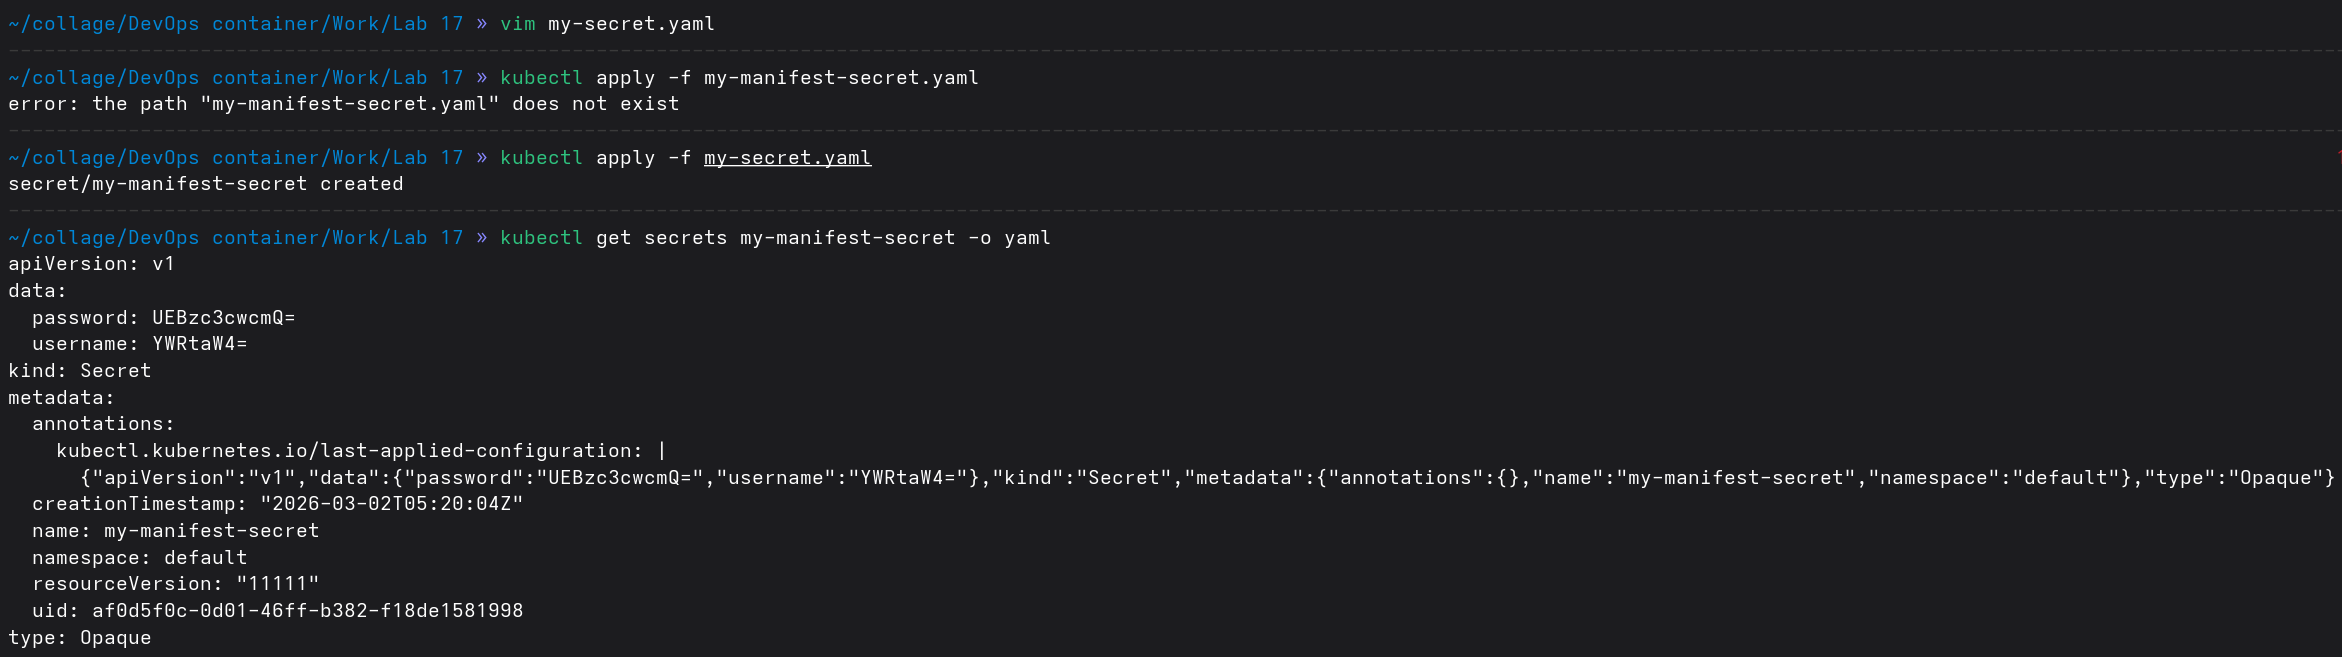 ~/collage/DevOps container/Work/Lab 17 » vim my-secret.yaml
~/collage/DevOps container/Work/Lab 17 » kubectl apply -f my-manifest-secret.yaml
error: the path "my-manifest-secret.yaml" does not exist
~/collage/DevOps container/Work/Lab 17 » kubectl apply -f my-secret.yaml
secret/my-manifest-secret created
~/collage/DevOps container/Work/Lab 17 » kubectl get secrets my-manifest-secret -o yaml
apiVersion: v1
data:
  password: UEBzc3cwcmQ=
  username: YWRtaW4=
kind: Secret
metadata:
  annotations:
    kubectl.kubernetes.io/last-applied-configuration: |
      {"apiVersion":"v1","data":{"password":"UEBzc3cwcmQ=","username":"YWRtaW4="},"kind":"Secret","metadata":{"annotations":{},"name":"my-manifest-secret","namespace":"default"},"type":"Opaque"}
  creationTimestamp: "2026-03-02T05:20:04Z"
  name: my-manifest-secret
  namespace: default
  resourceVersion: "11111"
  uid: af0d5f0c-0d01-46ff-b382-f18de1581998
type: Opaque